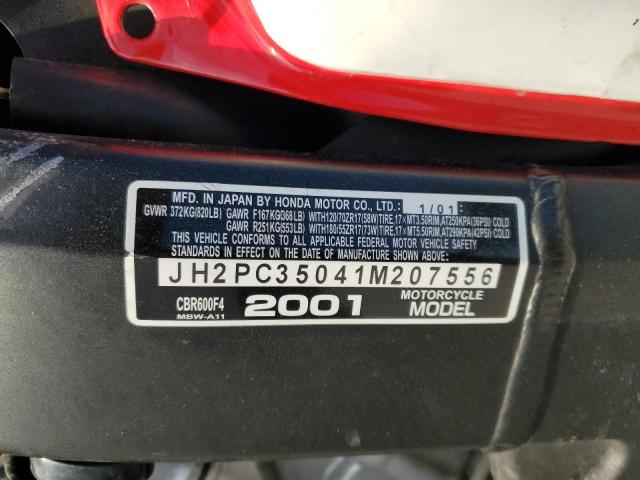 MFD. IN JAPAN BY HONDA MOTOR CO., LTD. 1/01
GVWR 372KG(820LB) GAWR F167KG(368LB) WITH120/70ZR17(58W)TIRE,17×MT3.50RIM,AT250KPA(36PSI)COLD
GAWR R251KG(553LB) WITH180/55ZR17(73W)TIRE,17×MT5.50RIM,AT290KPA(42PSI)COLD
THIS VEHICLE CONFORMS TO ALL APPLICABLE FEDERAL MOTOR VEHICLE SAFETY
STANDARDS IN EFFECT ON THE DATE OF MANUFACTURE SHOWN ABOVE.
JH2PC35041M207556
CBR600F4 2001 MOTORCYCLE
MBW-A11 MODEL